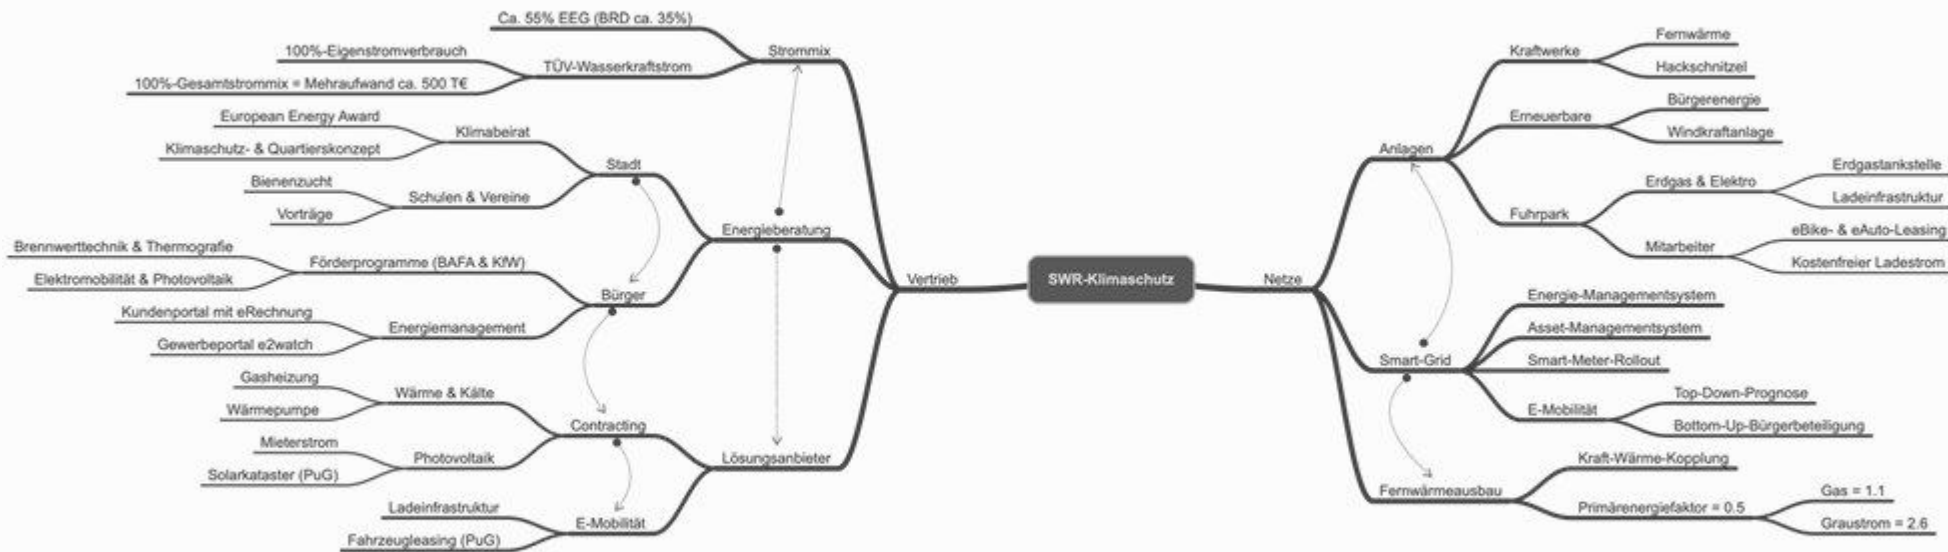 SWR-Klimaschutz
Vertrieb
Strommix
Ca. 55% EEG (BRD ca. 35%)
TÜV-Wasserkraftstrom
100%-Eigenstromverbrauch
100%-Gesamtstrommix = Mehraufwand ca. 500 T€
Energieberatung
Stadt
Klimabeirat
European Energy Award
Klimaschutz- & Quartierskonzept
Schulen & Vereine
Bienenzucht
Vorträge
Bürger
Förderprogramme (BAFA & KfW)
Brennwerttechnik & Thermografie
Elektromobilität & Photovoltaik
Energiemanagement
Kundenportal mit eRechnung
Gewerbeportal e2watch
Lösungsanbieter
Contracting
Wärme & Kälte
Gasheizung
Wärmepumpe
Photovoltaik
Mieterstrom
Solarkataster (PuG)
E-Mobilität
Ladeinfrastruktur
Fahrzeugleasing (PuG)
Netze
Anlagen
Kraftwerke
Fernwärme
Hackschnitzel
Erneuerbare
Bürgerenergie
Windkraftanlage
Fuhrpark
Erdgas & Elektro
Erdgastankstelle
Ladeinfrastruktur
Mitarbeiter
eBike- & eAuto-Leasing
Kostenfreier Ladestrom
Smart-Grid
Energie-Managementsystem
Asset-Managementsystem
Smart-Meter-Rollout
E-Mobilität
Top-Down-Prognose
Bottom-Up-Bürgerbeteiligung
Fernwärmeausbau
Kraft-Wärme-Kopplung
Primärenergiefaktor = 0.5
Gas = 1.1
Graustrom = 2.6